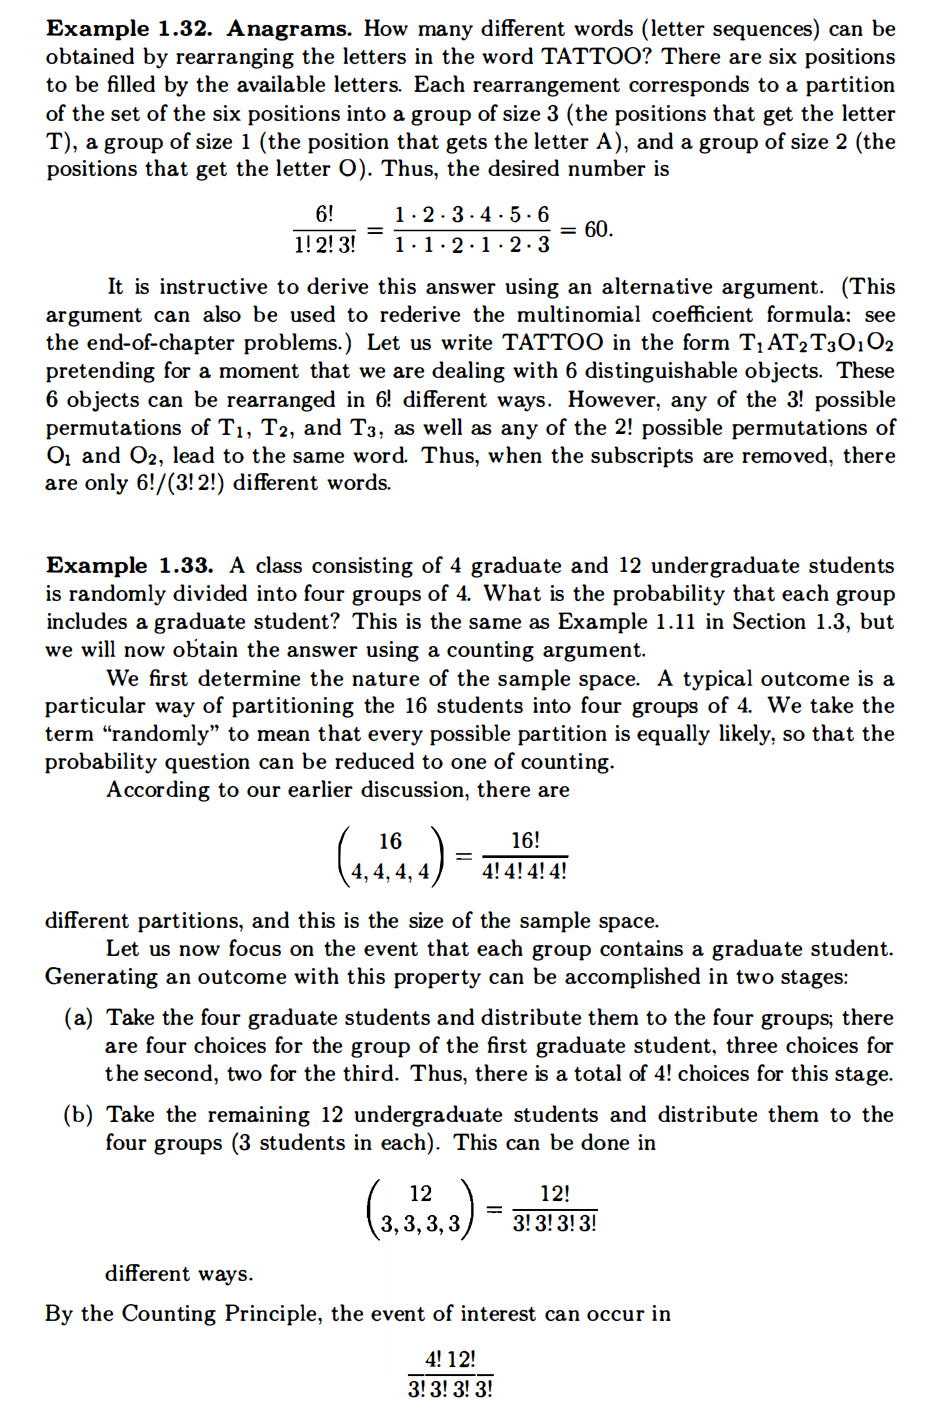 Example 1.32. Anagrams. How many different words (letter sequences) can be
obtained by rearranging the letters in the word TATTOO? There are six positions
to be filled by the available letters. Each rearrangement corresponds to a partition
of the set of the six positions into a group of size 3 (the positions that get the letter
T), a group of size 1 (the position that gets the letter A), and a group of size 2 (the
positions that get the letter O). Thus, the desired number is
6!/(1! 2! 3!) = (1 · 2 · 3 · 4 · 5 · 6)/(1 · 1 · 2 · 1 · 2 · 3) = 60.
It is instructive to derive this answer using an alternative argument. (This
argument can also be used to rederive the multinomial coefficient formula: see
the end-of-chapter problems.) Let us write TATTOO in the form T₁AT₂T₃O₁O₂
pretending for a moment that we are dealing with 6 distinguishable objects. These
6 objects can be rearranged in 6! different ways. However, any of the 3! possible
permutations of T₁, T₂, and T₃, as well as any of the 2! possible permutations of
O₁ and O₂, lead to the same word. Thus, when the subscripts are removed, there
are only 6!/(3! 2!) different words.
Example 1.33. A class consisting of 4 graduate and 12 undergraduate students
is randomly divided into four groups of 4. What is the probability that each group
includes a graduate student? This is the same as Example 1.11 in Section 1.3, but
we will now obtain the answer using a counting argument.
We first determine the nature of the sample space. A typical outcome is a
particular way of partitioning the 16 students into four groups of 4. We take the
term “randomly” to mean that every possible partition is equally likely, so that the
probability question can be reduced to one of counting.
According to our earlier discussion, there are
(16 / 4, 4, 4, 4) = 16!/(4! 4! 4! 4!)
different partitions, and this is the size of the sample space.
Let us now focus on the event that each group contains a graduate student.
Generating an outcome with this property can be accomplished in two stages:
(a) Take the four graduate students and distribute them to the four groups; there
are four choices for the group of the first graduate student, three choices for
the second, two for the third. Thus, there is a total of 4! choices for this stage.
(b) Take the remaining 12 undergraduate students and distribute them to the
four groups (3 students in each). This can be done in
(12 / 3, 3, 3, 3) = 12!/(3! 3! 3! 3!)
different ways.
By the Counting Principle, the event of interest can occur in
4! 12!/(3! 3! 3! 3!)